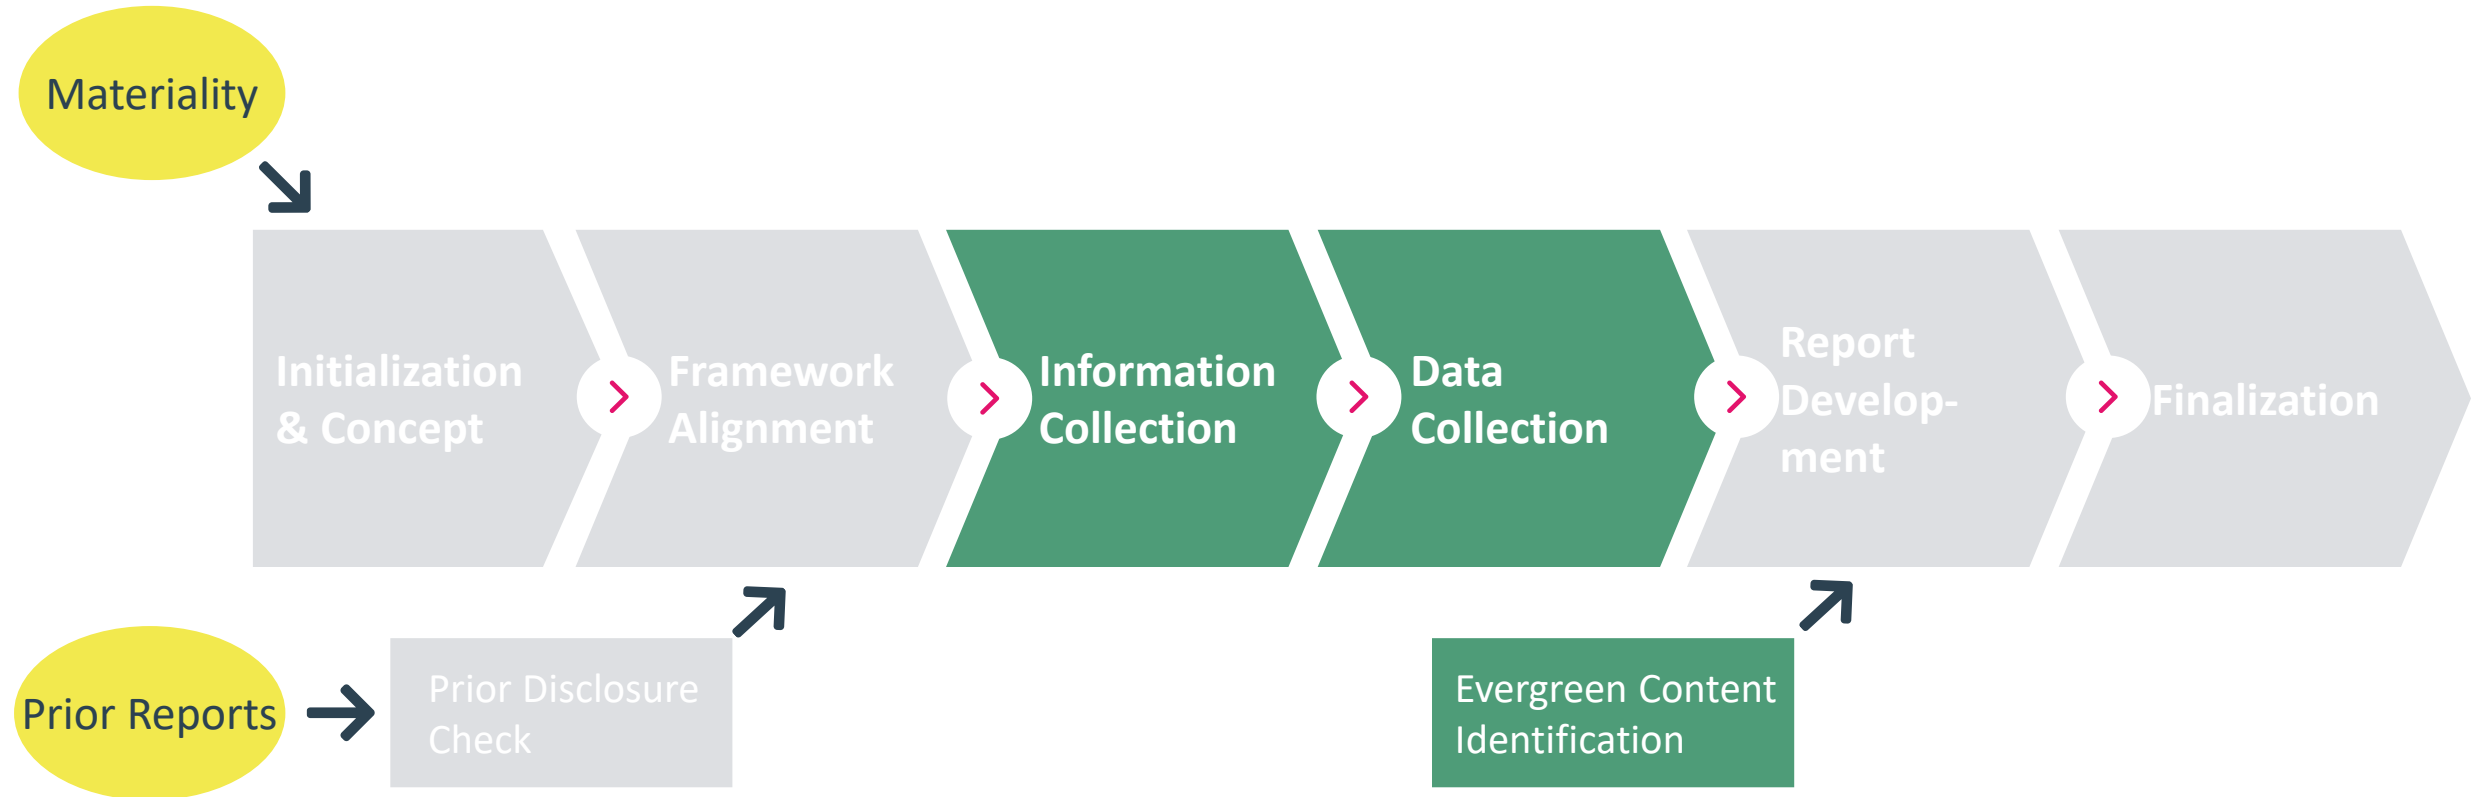 Materiality
Initialization
& Concept
Framework
Alignment
Information
Collection
Data
Collection
Report
Develop-
ment
Finalization
Prior Reports
Prior Disclosure
Check
Evergreen Content
Identification